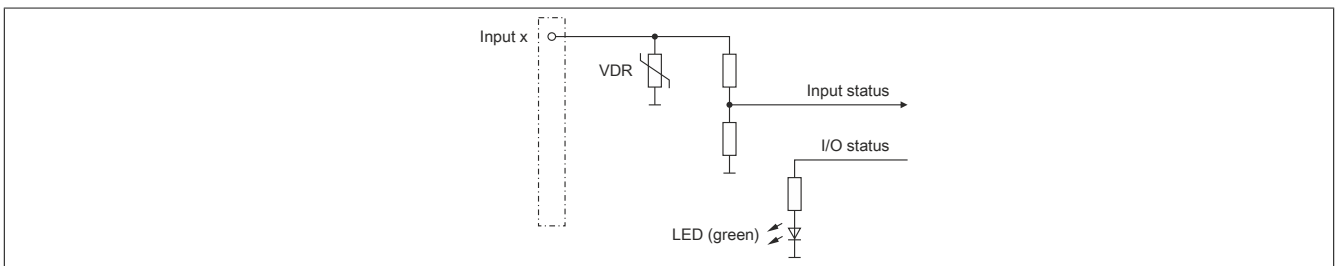 Input x
VDR
Input status
I/O status
LED (green)